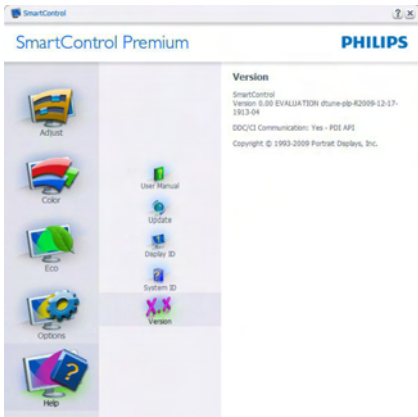 SmartControl
? ×
SmartControl Premium
PHILIPS
Adjust
Color
Eco
Options
Help
User Manual
Update
Display ID
System ID
X.X
Version
Version
SmartControl
Version 0.00 EVALUATION dtune-plp-R2009-12-17-
1913-04
DDC/CI Communication: Yes - PDI API
Copyright © 1993-2009 Portrait Displays, Inc.